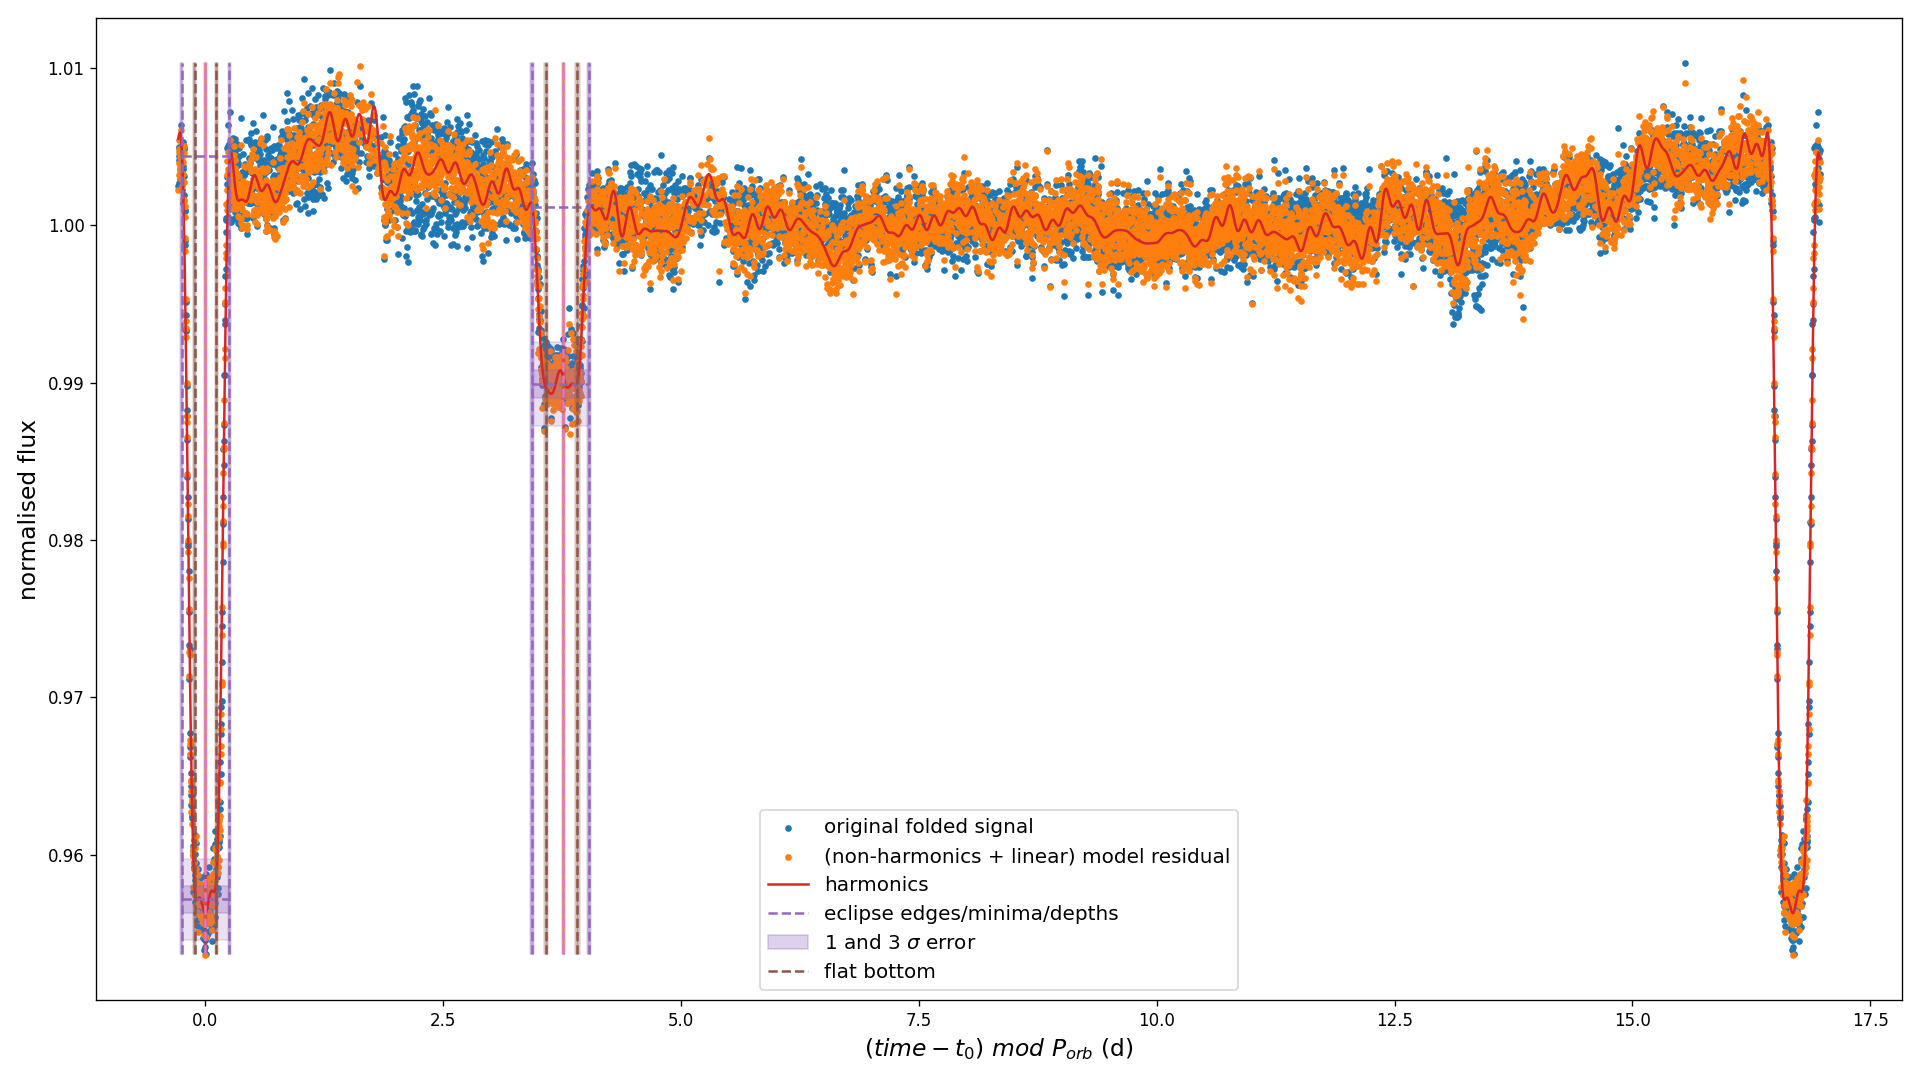 1.01
1.00
0.99
0.98
0.97
0.96
normalised flux
0.0 2.5 5.0 7.5 10.0 12.5 15.0 17.5
(time − t₀) mod P_orb (d)
original folded signal
(non-harmonics + linear) model residual
harmonics
eclipse edges/minima/depths
1 and 3 σ error
flat bottom